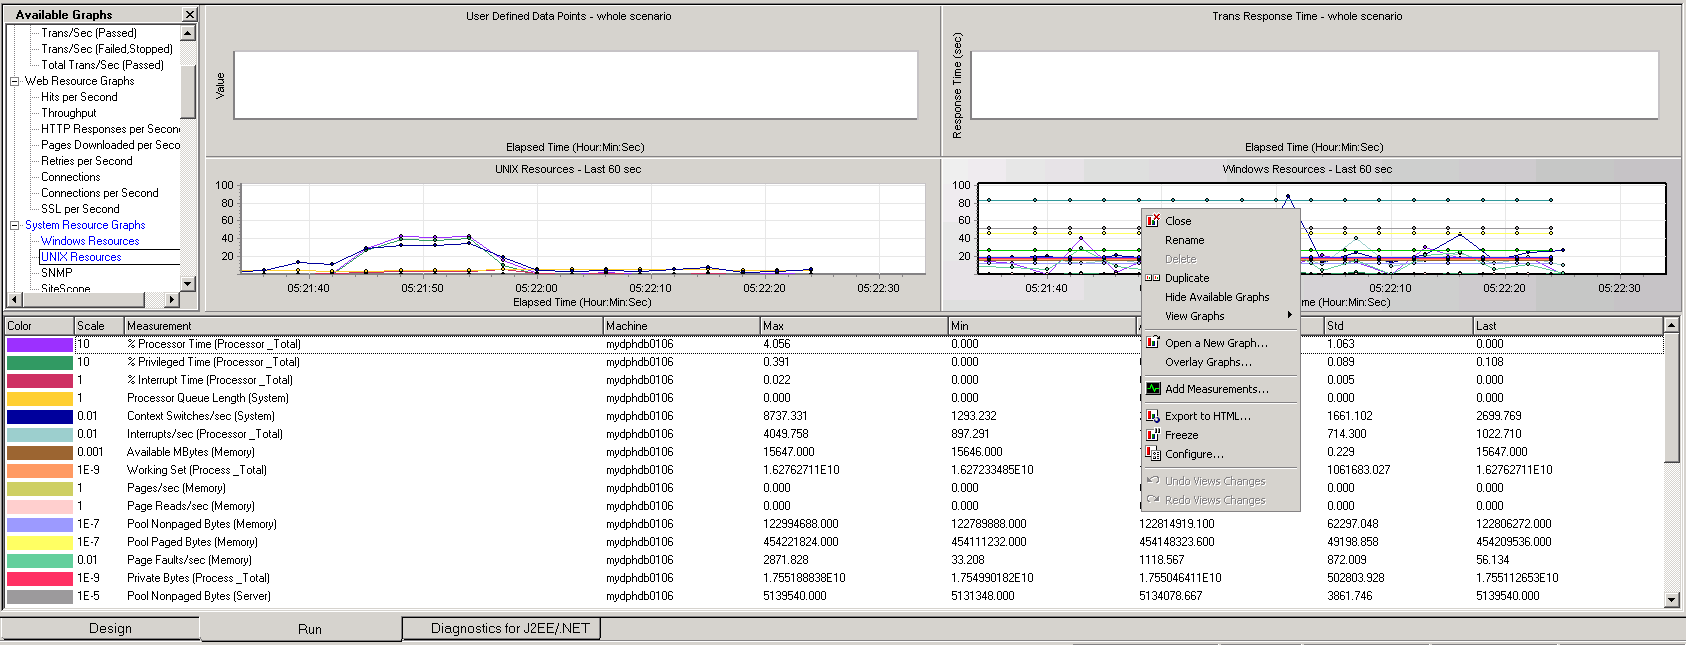 Available Graphs
Trans/Sec (Passed)
Trans/Sec (Failed,Stopped)
Total Trans/Sec (Passed)
Web Resource Graphs
Hits per Second
Throughput
HTTP Responses per Secon
Pages Downloaded per Seco
Retries per Second
Connections
Connections per Second
SSL per Second
System Resource Graphs
Windows Resources
UNIX Resources
SNMP
SiteScope
User Defined Data Points - whole scenario
Value
Elapsed Time (Hour:Min:Sec)
Trans Response Time - whole scenario
Response Time (sec)
Elapsed Time (Hour:Min:Sec)
UNIX Resources - Last 60 sec
100
80
60
40
20
05:21:40 05:21:50 05:22:00 05:22:10 05:22:20 05:22:30
Elapsed Time (Hour:Min:Sec)
Windows Resources - Last 60 sec
100
80
60
40
20
05:21:40 05:22:10 05:22:20 05:22:30
me (Hour:Min:Sec)
Close
Rename
Delete
Duplicate
Hide Available Graphs
View Graphs
Open a New Graph...
Overlay Graphs...
Add Measurements...
Export to HTML...
Freeze
Configure...
Undo Views Changes
Redo Views Changes
Color Scale Measurement Machine Max Min Std Last
10 % Processor Time (Processor _Total) mydphdb0106 4.056 0.000 1.063 0.000
10 % Privileged Time (Processor _Total) mydphdb0106 0.391 0.000 0.089 0.108
1 % Interrupt Time (Processor _Total) mydphdb0106 0.022 0.000 0.005 0.000
1 Processor Queue Length (System) mydphdb0106 0.000 0.000 0.000 0.000
0.01 Context Switches/sec (System) mydphdb0106 8737.331 1293.232 1661.102 2699.769
0.01 Interrupts/sec (Processor _Total) mydphdb0106 4049.758 897.291 714.300 1022.710
0.001 Available MBytes (Memory) mydphdb0106 15647.000 15646.000 0.229 15647.000
1E-9 Working Set (Process _Total) mydphdb0106 1.62762711E10 1.627233485E10 1061683.027 1.62762711E10
1 Pages/sec (Memory) mydphdb0106 0.000 0.000 0.000 0.000
1 Page Reads/sec (Memory) mydphdb0106 0.000 0.000 0.000 0.000
1E-7 Pool Nonpaged Bytes (Memory) mydphdb0106 122994688.000 122789888.000 122814919.100 62297.048 122806272.000
1E-7 Pool Paged Bytes (Memory) mydphdb0106 454221824.000 454111232.000 454148323.600 49198.858 454209536.000
0.01 Page Faults/sec (Memory) mydphdb0106 2871.828 33.208 1118.567 872.009 56.134
1E-9 Private Bytes (Process _Total) mydphdb0106 1.755188838E10 1.754990182E10 1.755046411E10 502803.928 1.755112653E10
1E-5 Pool Nonpaged Bytes (Server) mydphdb0106 5139540.000 5131348.000 5134078.667 3861.746 5139540.000
Design Run Diagnostics for J2EE/.NET